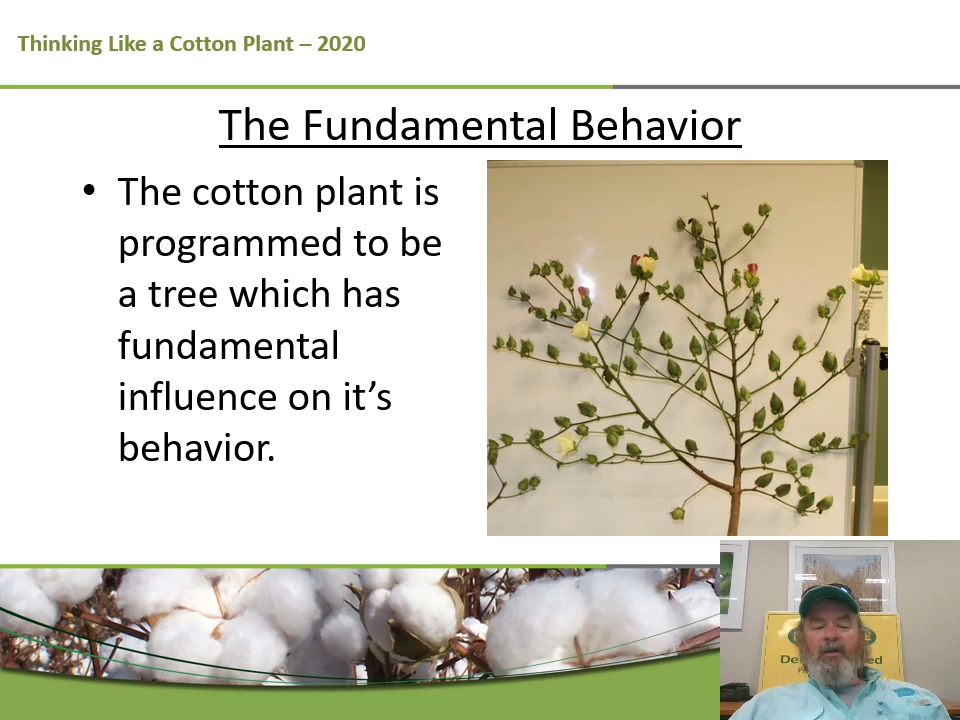 Thinking Like a Cotton Plant – 2020
The Fundamental Behavior
• The cotton plant is
programmed to be
a tree which has
fundamental
influence on it’s
behavior.